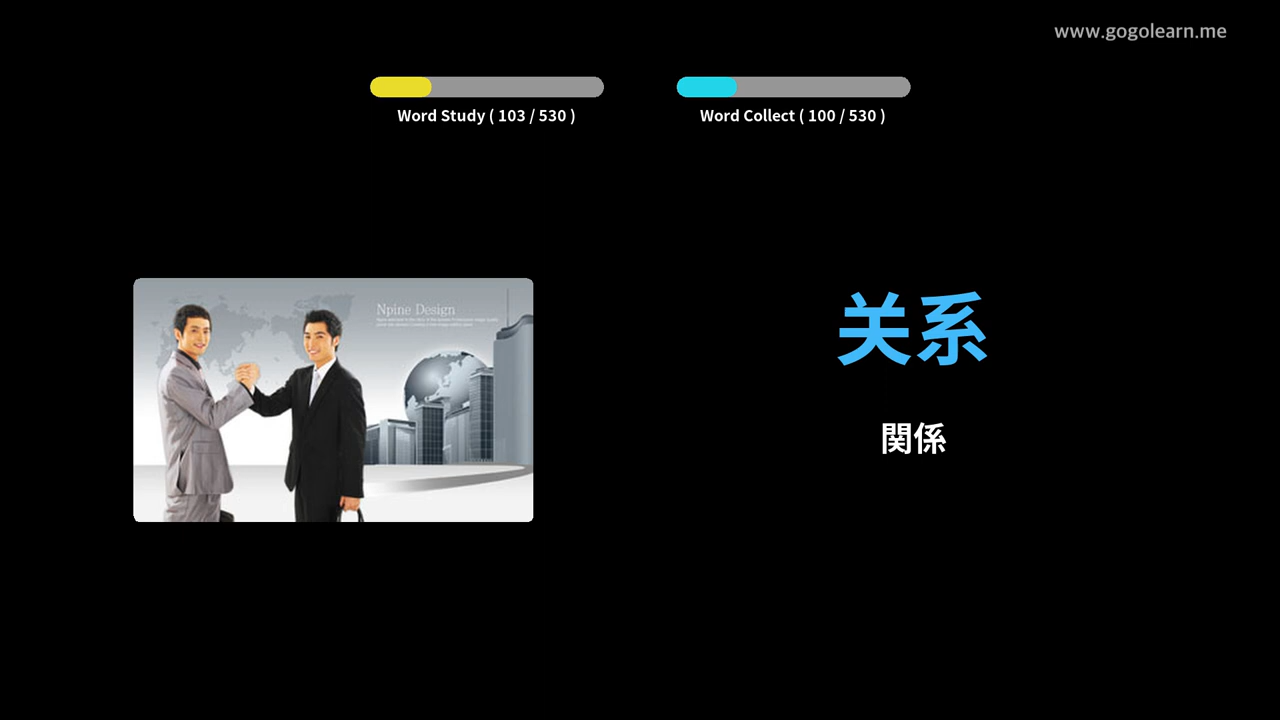 www.gogolearn.me
Word Study ( 103 / 530 )
Word Collect ( 100 / 530 )
Npine Design
关系
関係